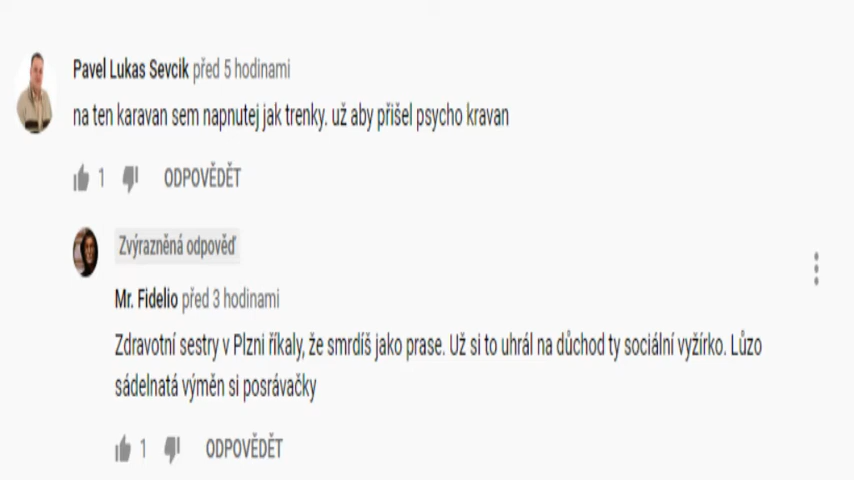 Pavel Lukas Sevcik před 5 hodinami
na ten karavan sem napnutej jak trenky. už aby přišel psycho kravan
1 ODPOVĚDĚT
Zvýrazněná odpověď
Mr. Fidelio před 3 hodinami
Zdravotní sestry v Plzni říkaly, že smrdíš jako prase. Už si to uhrál na důchod ty sociální vyžírko. Lůzo
sádelnatá výměn si posrávačky
1 ODPOVĚDĚT